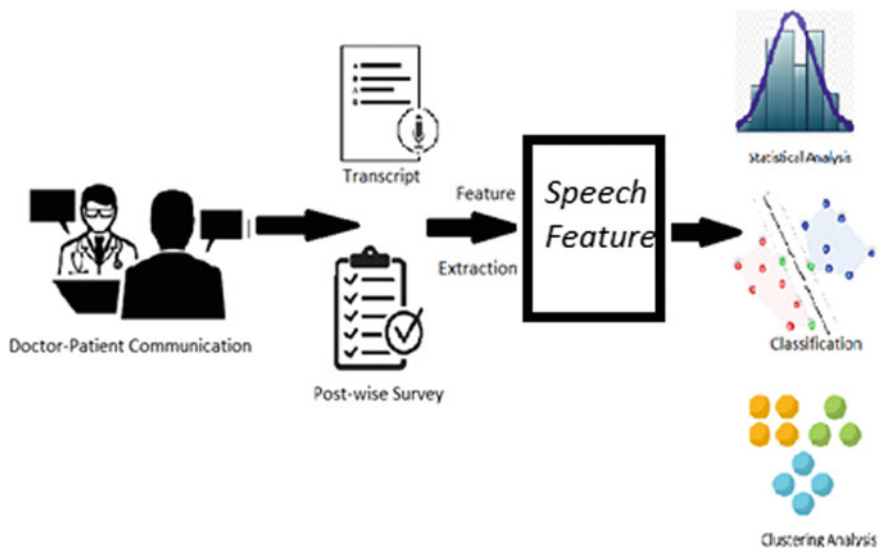 Transcript
Doctor-Patient Communication
Post-wise Survey
Feature
Extraction
Speech
Feature
Statistical Analysis
Classification
Clustering Analysis